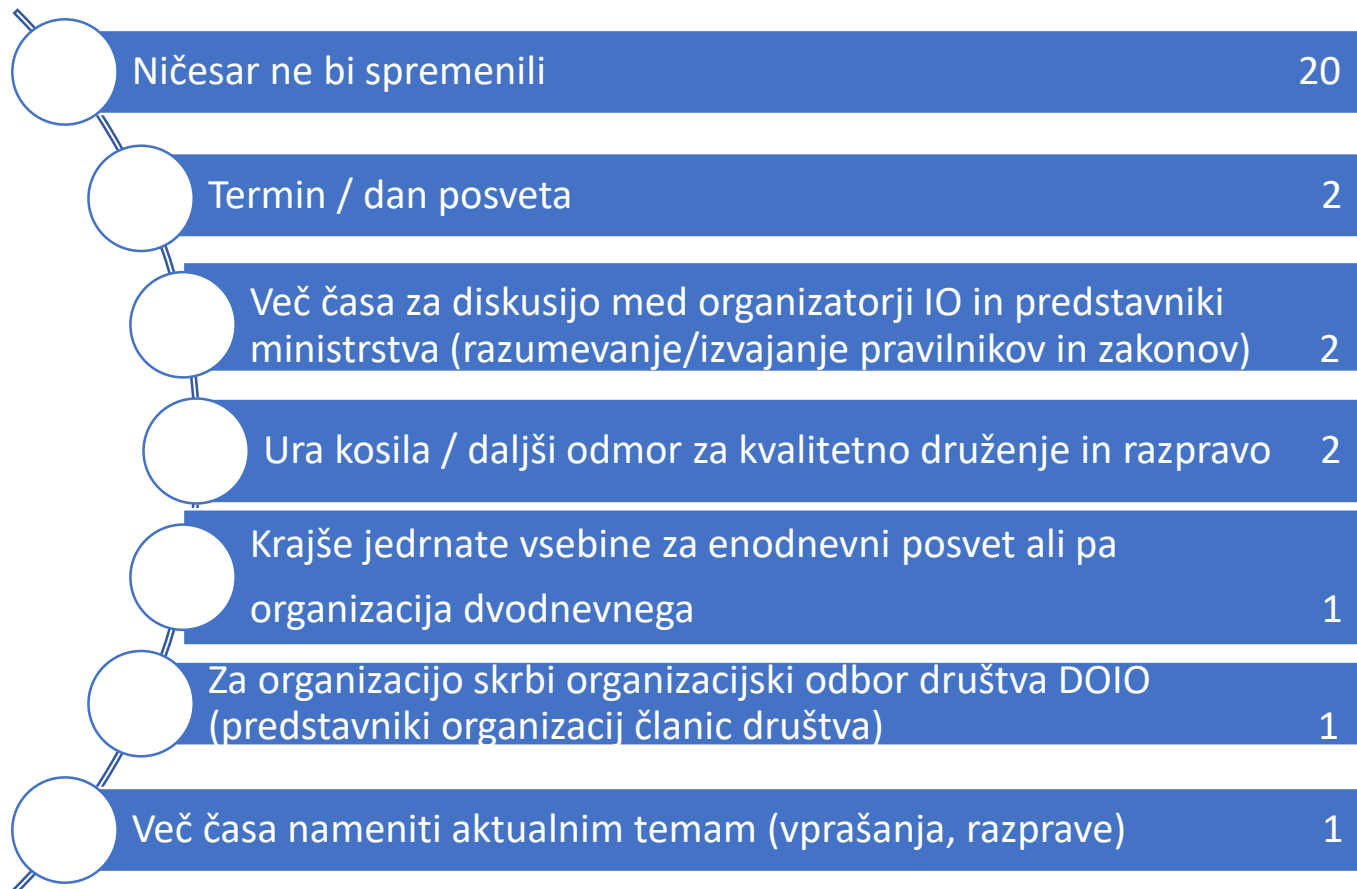 Ničesar ne bi spremenili 20
Termin / dan posveta 2
Več časa za diskusijo med organizatorji IO in predstavniki
ministrstva (razumevanje/izvajanje pravilnikov in zakonov) 2
Ura kosila / daljši odmor za kvalitetno druženje in razpravo 2
Krajše jedrnate vsebine za enodnevni posvet ali pa
organizacija dvodnevnega 1
Za organizacijo skrbi organizacijski odbor društva DOIO
(predstavniki organizacij članic društva) 1
Več časa nameniti aktualnim temam (vprašanja, razprave) 1